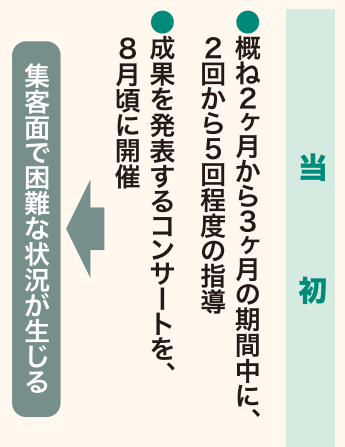 当初
●概ね２ヶ月から３ヶ月の期間中に、
２回から５回程度の指導
●成果を発表するコンサートを、
８月頃に開催
集客面で困難な状況が生じる